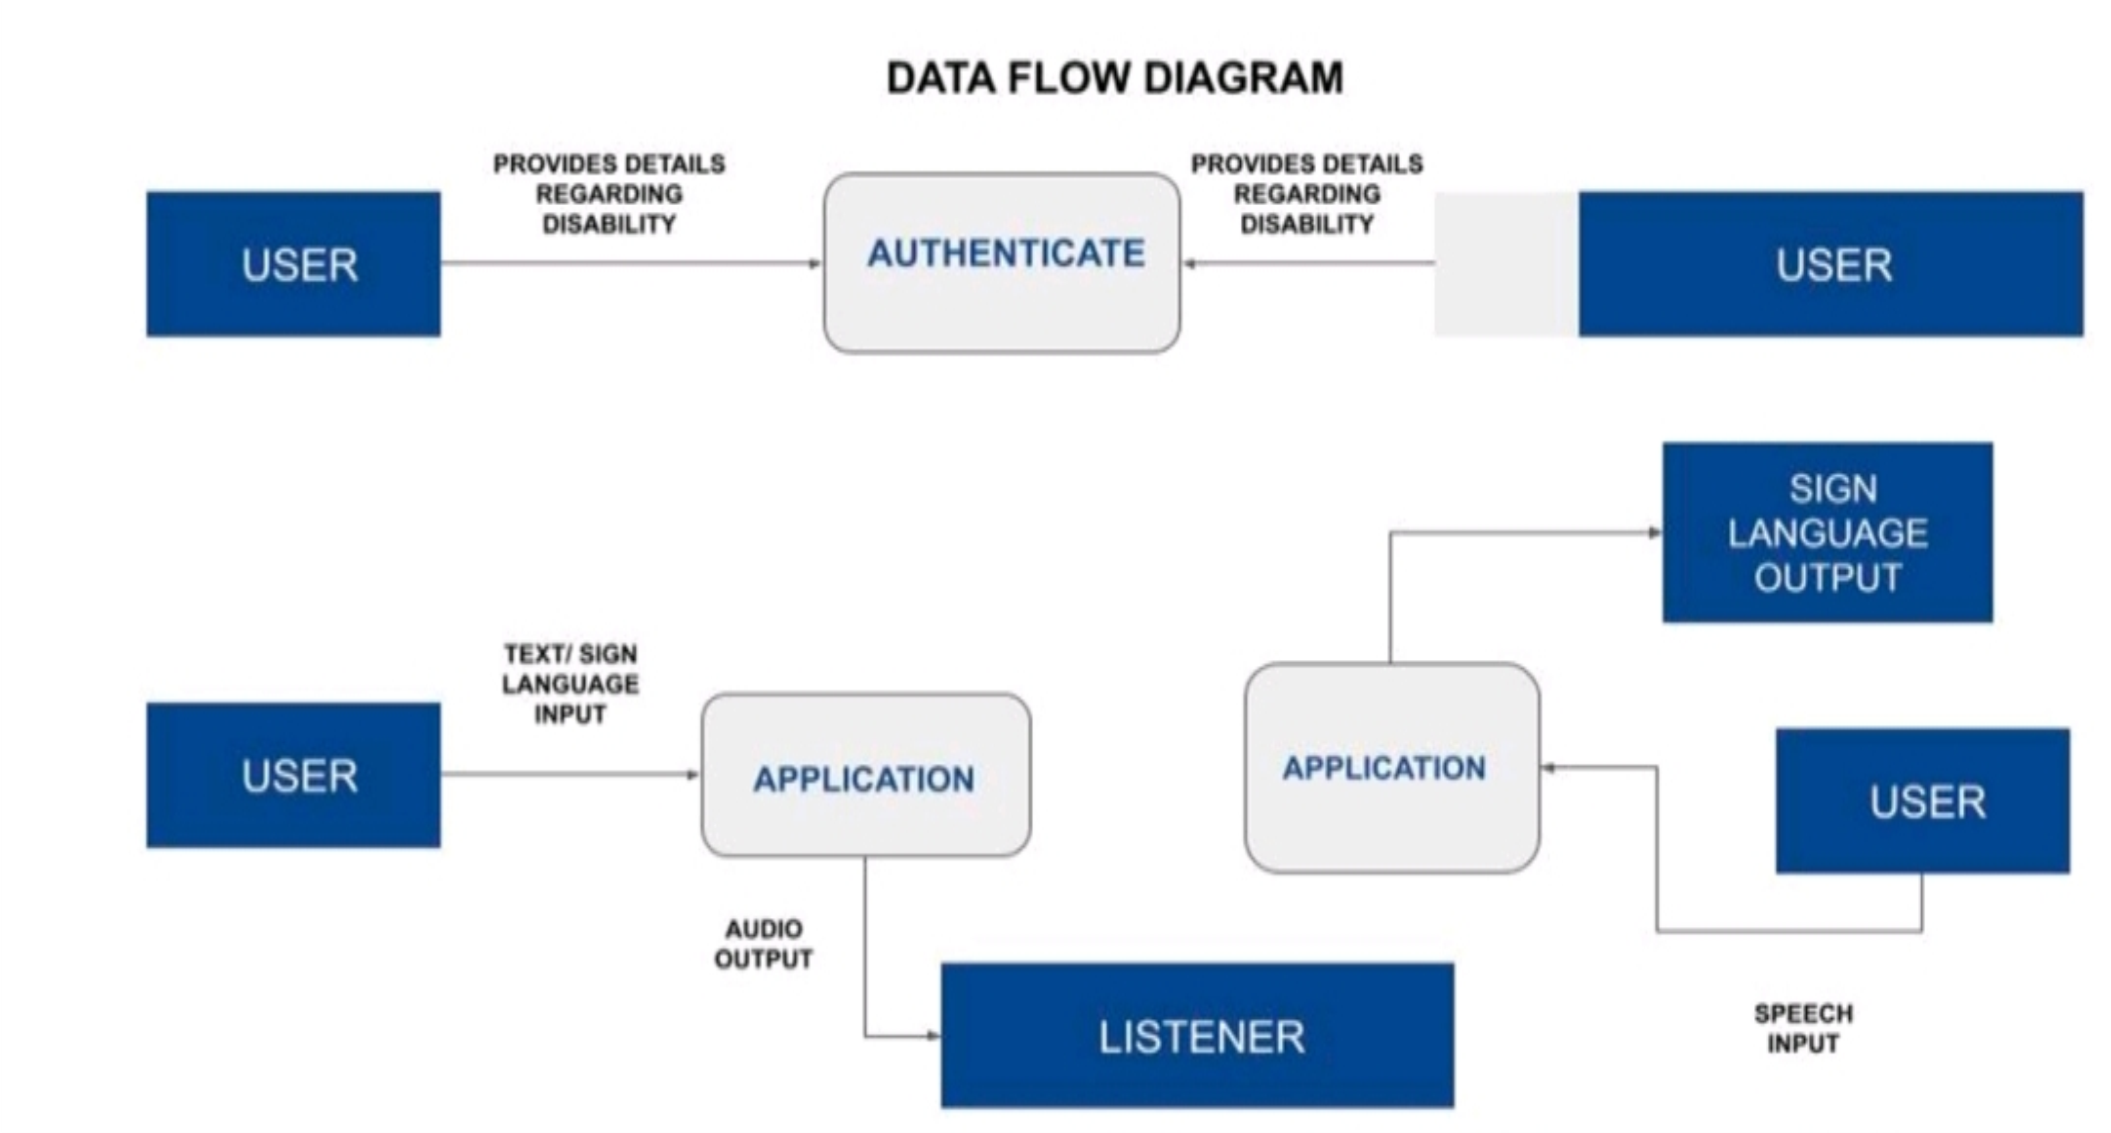 DATA FLOW DIAGRAM
PROVIDES DETAILS
REGARDING
DISABILITY
PROVIDES DETAILS
REGARDING
DISABILITY
USER
AUTHENTICATE
USER
SIGN
LANGUAGE
OUTPUT
TEXT/ SIGN
LANGUAGE
INPUT
USER
APPLICATION
APPLICATION
USER
AUDIO
OUTPUT
LISTENER
SPEECH
INPUT